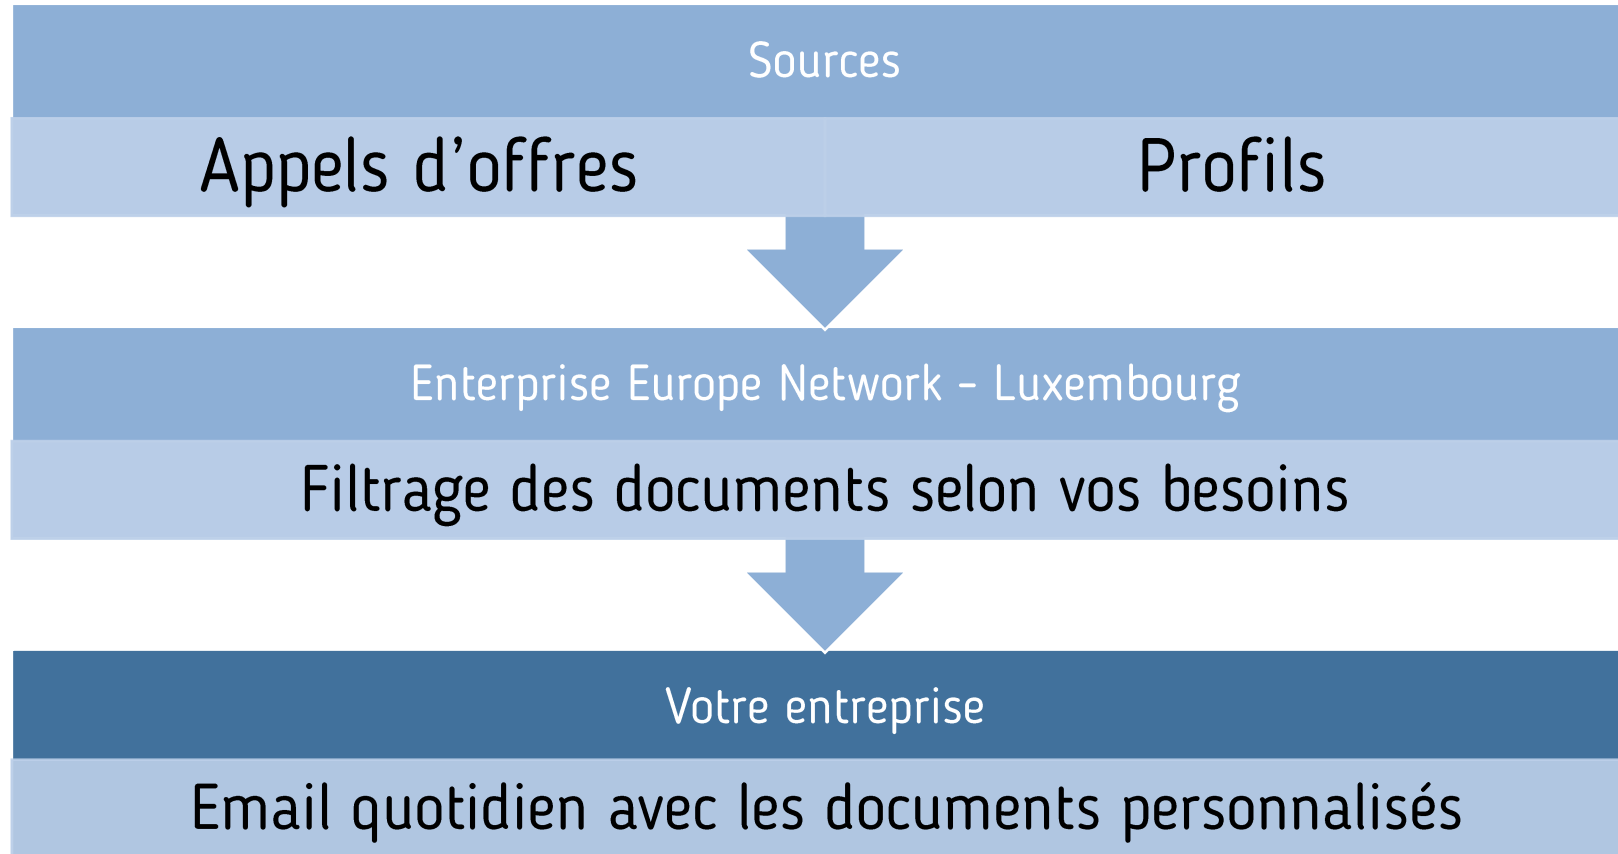 Sources
Appels d’offres
Profils
Enterprise Europe Network – Luxembourg
Filtrage des documents selon vos besoins
Votre entreprise
Email quotidien avec les documents personnalisés